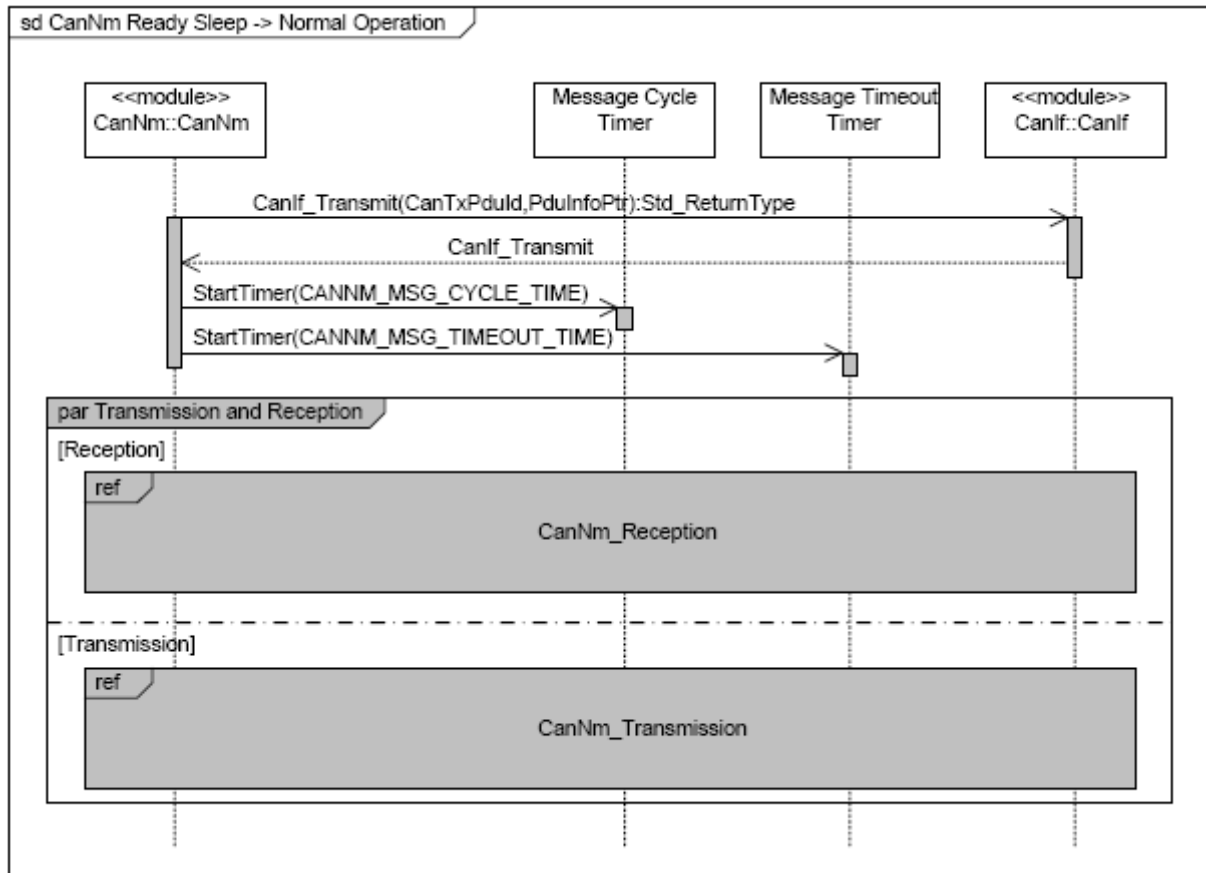 sd CanNm Ready Sleep -> Normal Operation
<<module>>
CanNm::CanNm
Message Cycle
Timer
Message Timeout
Timer
<<module>>
CanIf::CanIf
CanIf_Transmit(CanTxPduId,PduInfoPtr):Std_ReturnType
CanIf_Transmit
StartTimer(CANNM_MSG_CYCLE_TIME)
StartTimer(CANNM_MSG_TIMEOUT_TIME)
par Transmission and Reception
[Reception]
ref
CanNm_Reception
[Transmission]
ref
CanNm_Transmission